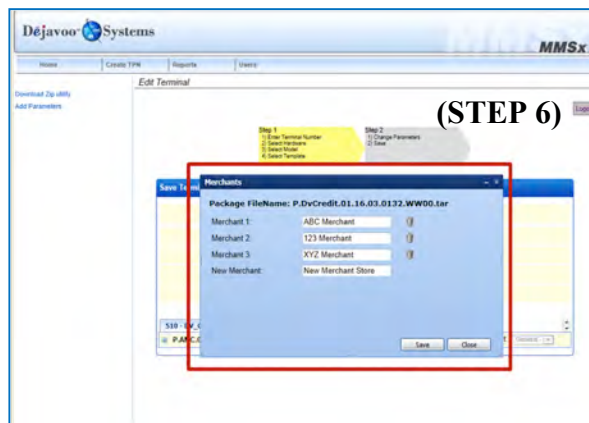 Dejavoo Systems
MMSx
Home Create TPN Reports Users
Edit Terminal
Download Zip utility
Add Parameters
(STEP 6)
Step 1
1) Enter Terminal Number
2) Select Hardware
3) Select Model
4) Select Template
Step 2
1) Change Parameters
2) Save
Merchants
Package FileName: P.DvCredit.01.16.03.0132.WW00.tar
Merchant 1: ABC Merchant
Merchant 2: 123 Merchant
Merchant 3: XYZ Merchant
New Merchant: New Merchant Store
Save Close